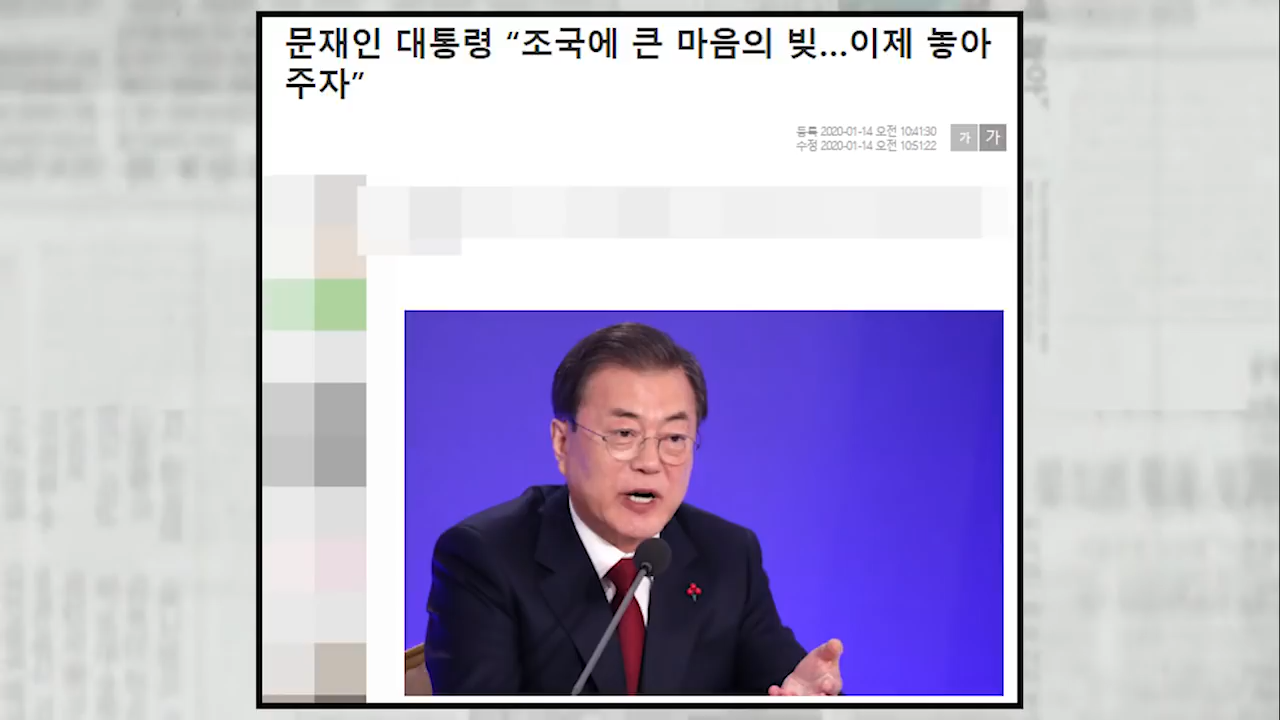 문재인 대통령 “조국에 큰 마음의 빚...이제 놓아
주자”
등록 2020-01-14 오전 10:41:30
수정 2020-01-14 오전 10:51:22
가 가